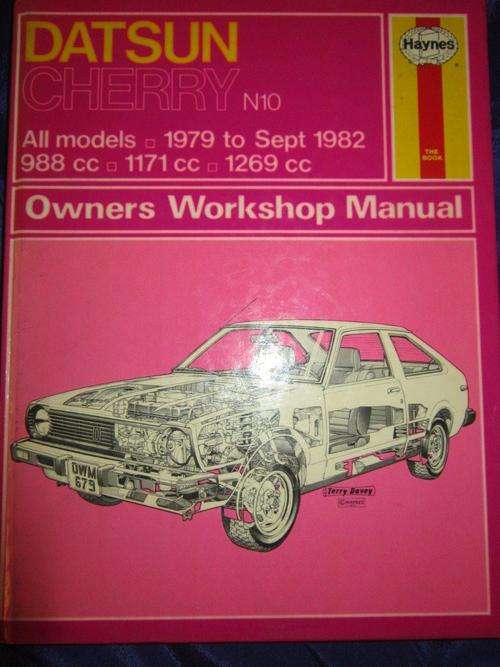 DATSUN
CHERRY N10
All models ▫ 1979 to Sept 1982
988 cc ▫ 1171 cc ▫ 1269 cc
Haynes
THE
BOOK
Owners Workshop Manual
OWM
679
Terry Davey